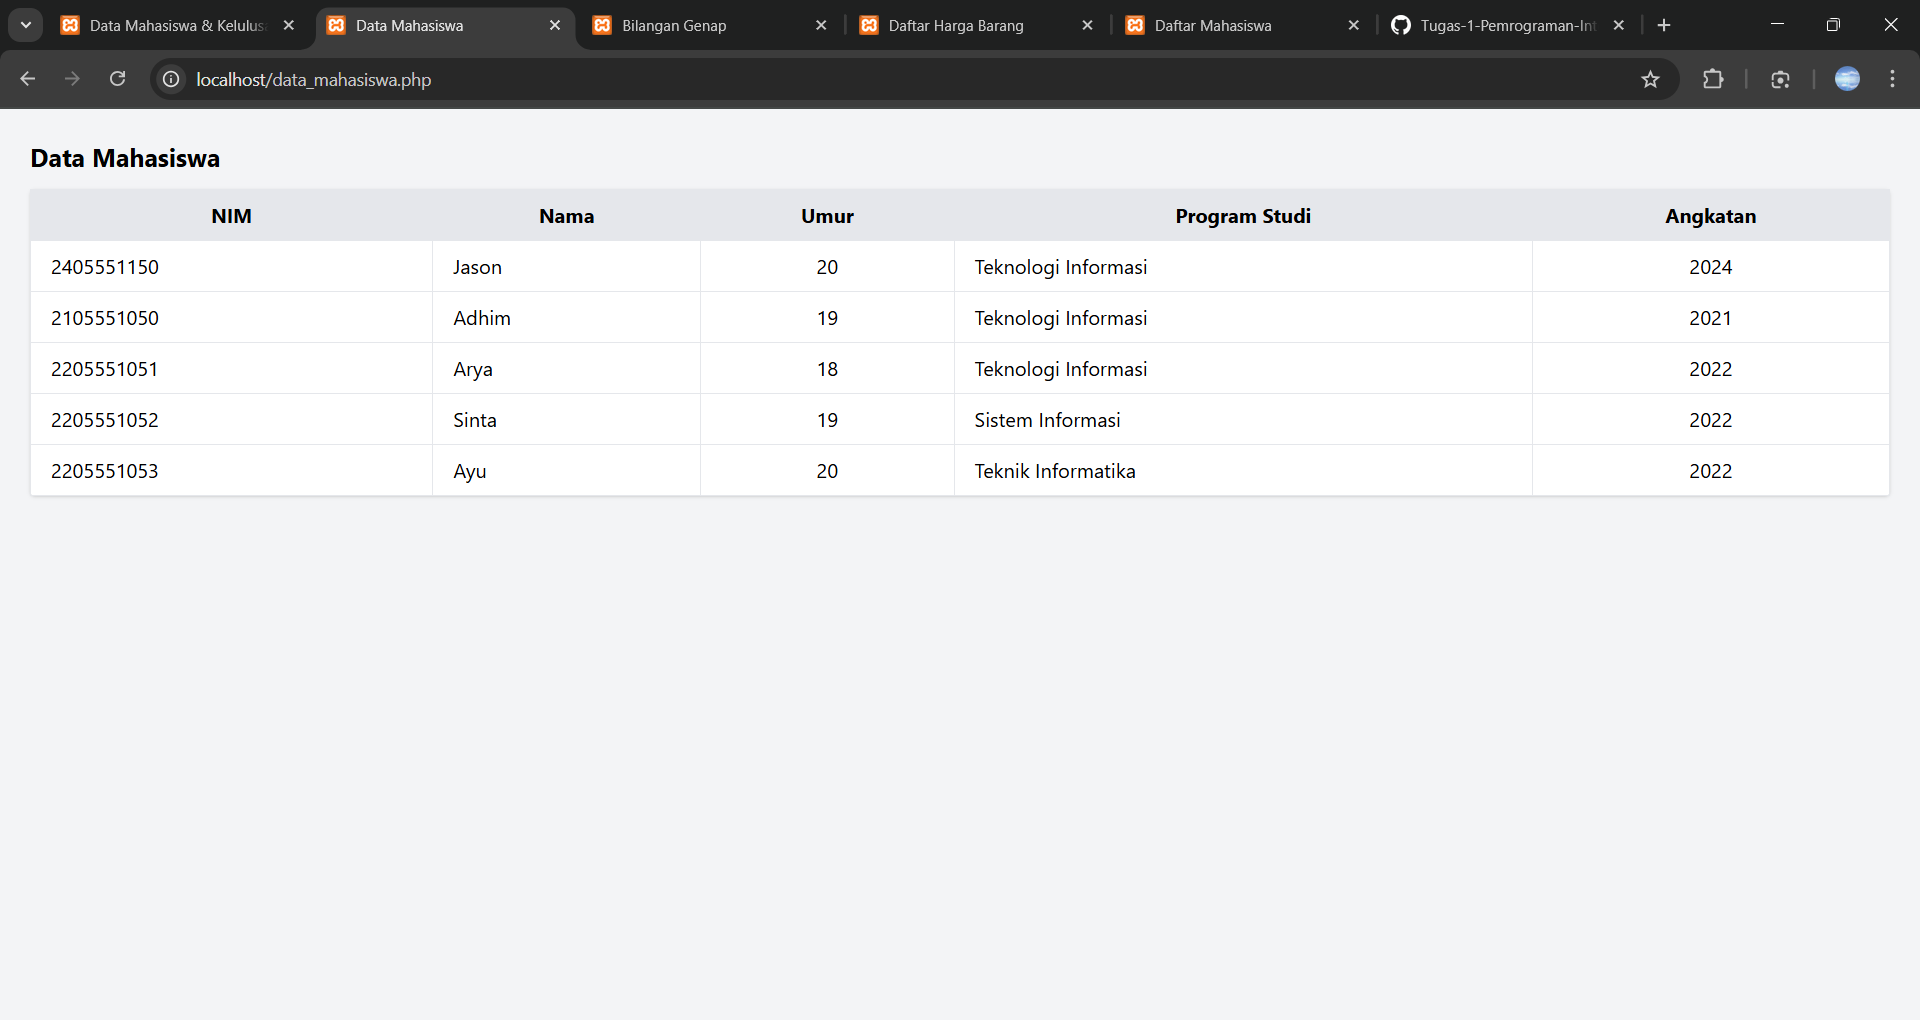 Data Mahasiswa & Kelulus
Data Mahasiswa
Bilangan Genap
Daftar Harga Barang
Daftar Mahasiswa
Tugas-1-Pemrograman-Int
localhost/data_mahasiswa.php
Data Mahasiswa
NIM Nama Umur Program Studi Angkatan
2405551150 Jason 20 Teknologi Informasi 2024
2105551050 Adhim 19 Teknologi Informasi 2021
2205551051 Arya 18 Teknologi Informasi 2022
2205551052 Sinta 19 Sistem Informasi 2022
2205551053 Ayu 20 Teknik Informatika 2022